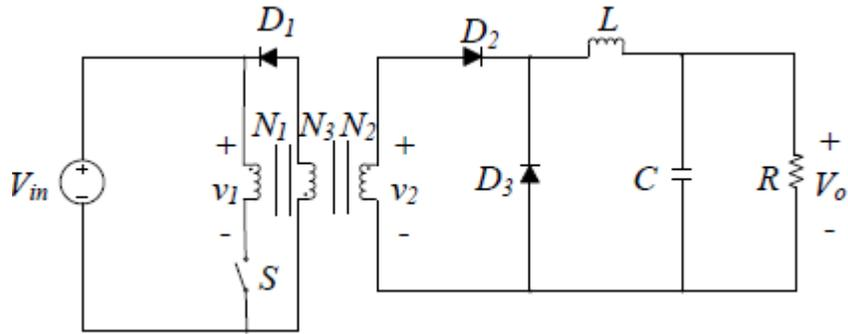 D1
D2
L
+
N1
N3
N2
+
+
Vin
+
-
v1
v2
D3
C
R
Vo
-
-
-
S